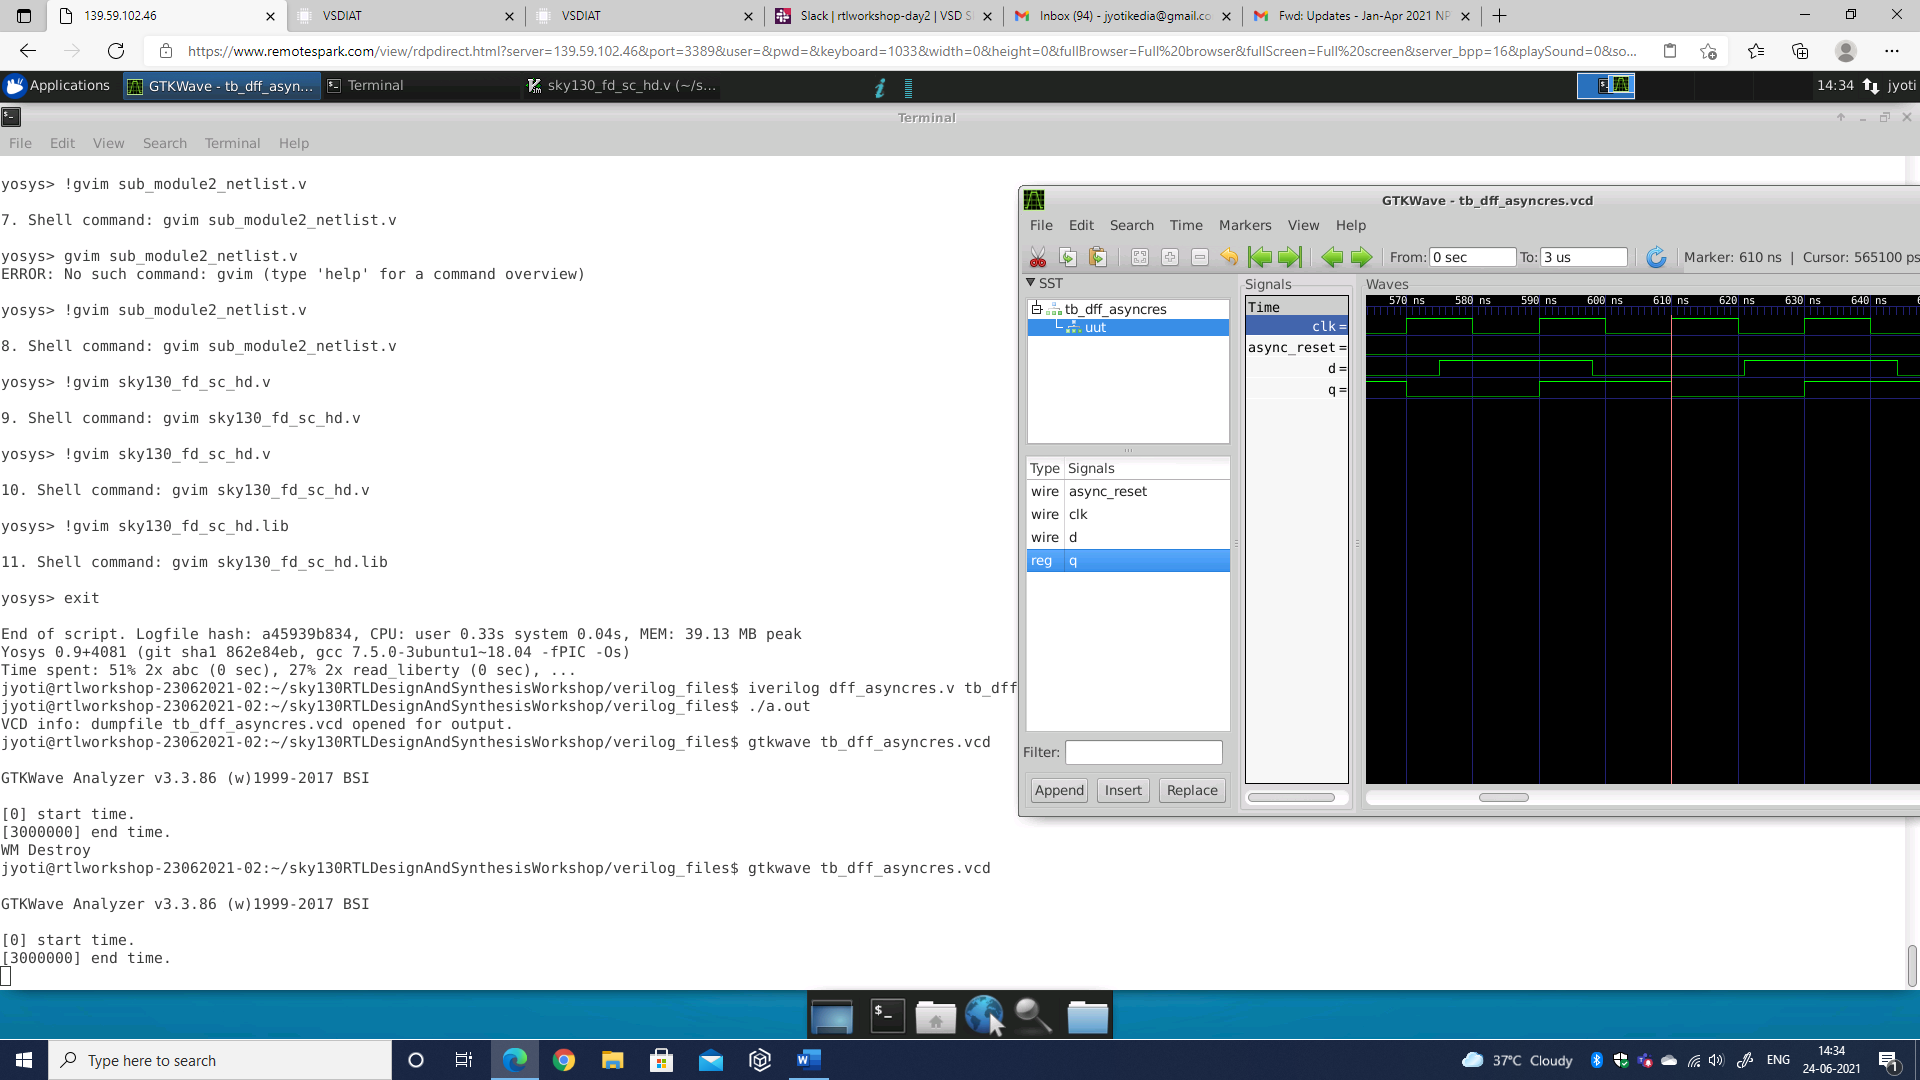 139.59.102.46
VSDIAT
VSDIAT
Slack | rtlworkshop-day2 | VSD S
Inbox (94) - jyotikedia@gmail.co
Fwd: Updates - Jan-Apr 2021 NP
https://www.remotespark.com/view/rdpdirect.html?server=139.59.102.46&port=3389&user=&pwd=&keyboard=1033&width=0&height=0&fullBrowser=Full%20browser&fullScreen=Full%20screen&server_bpp=16&playSound=0&so...
Applications
GTKWave - tb_dff_asyn...
Terminal
sky130_fd_sc_hd.v (~/s...
14:34
jyoti
Terminal
File Edit View Search Terminal Help
yosys> !gvim sub_module2_netlist.v
7. Shell command: gvim sub_module2_netlist.v
yosys> gvim sub_module2_netlist.v
ERROR: No such command: gvim (type 'help' for a command overview)
yosys> !gvim sub_module2_netlist.v
8. Shell command: gvim sub_module2_netlist.v
yosys> !gvim sky130_fd_sc_hd.v
9. Shell command: gvim sky130_fd_sc_hd.v
yosys> !gvim sky130_fd_sc_hd.v
10. Shell command: gvim sky130_fd_sc_hd.v
yosys> !gvim sky130_fd_sc_hd.lib
11. Shell command: gvim sky130_fd_sc_hd.lib
yosys> exit
End of script. Logfile hash: a45939b834, CPU: user 0.33s system 0.04s, MEM: 39.13 MB peak
Yosys 0.9+4081 (git sha1 862e84eb, gcc 7.5.0-3ubuntu1~18.04 -fPIC -Os)
Time spent: 51% 2x abc (0 sec), 27% 2x read_liberty (0 sec), ...
jyoti@rtlworkshop-23062021-02:~/sky130RTLDesignAndSynthesisWorkshop/verilog_files$ iverilog dff_asyncres.v tb_dff
jyoti@rtlworkshop-23062021-02:~/sky130RTLDesignAndSynthesisWorkshop/verilog_files$ ./a.out
VCD info: dumpfile tb_dff_asyncres.vcd opened for output.
jyoti@rtlworkshop-23062021-02:~/sky130RTLDesignAndSynthesisWorkshop/verilog_files$ gtkwave tb_dff_asyncres.vcd
GTKWave Analyzer v3.3.86 (w)1999-2017 BSI
[0] start time.
[3000000] end time.
WM Destroy
jyoti@rtlworkshop-23062021-02:~/sky130RTLDesignAndSynthesisWorkshop/verilog_files$ gtkwave tb_dff_asyncres.vcd
GTKWave Analyzer v3.3.86 (w)1999-2017 BSI
[0] start time.
[3000000] end time.
GTKWave - tb_dff_asyncres.vcd
File Edit Search Time Markers View Help
From: 0 sec To: 3 us Marker: 610 ns | Cursor: 565100 ps
SST
tb_dff_asyncres
uut
Type Signals
wire async_reset
wire clk
wire d
reg q
Filter:
Append Insert Replace
Signals
Time
clk=
async_reset=
d=
q=
Waves
570 ns 580 ns 590 ns 600 ns 610 ns 620 ns 630 ns 640 ns
Type here to search
37°C Cloudy
ENG
14:34
24-06-2021
1